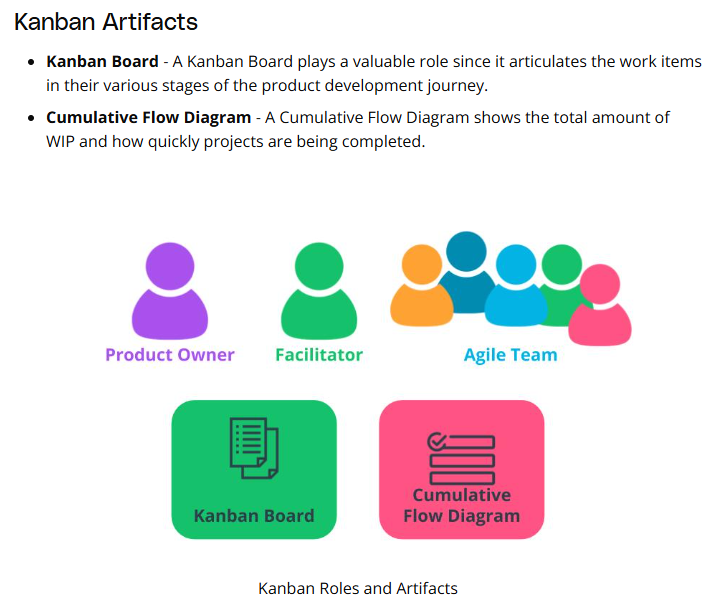 Kanban Artifacts
• Kanban Board - A Kanban Board plays a valuable role since it articulates the work items
in their various stages of the product development journey.
• Cumulative Flow Diagram - A Cumulative Flow Diagram shows the total amount of
WIP and how quickly projects are being completed.
Product Owner
Facilitator
Agile Team
Kanban Board
Cumulative
Flow Diagram
Kanban Roles and Artifacts